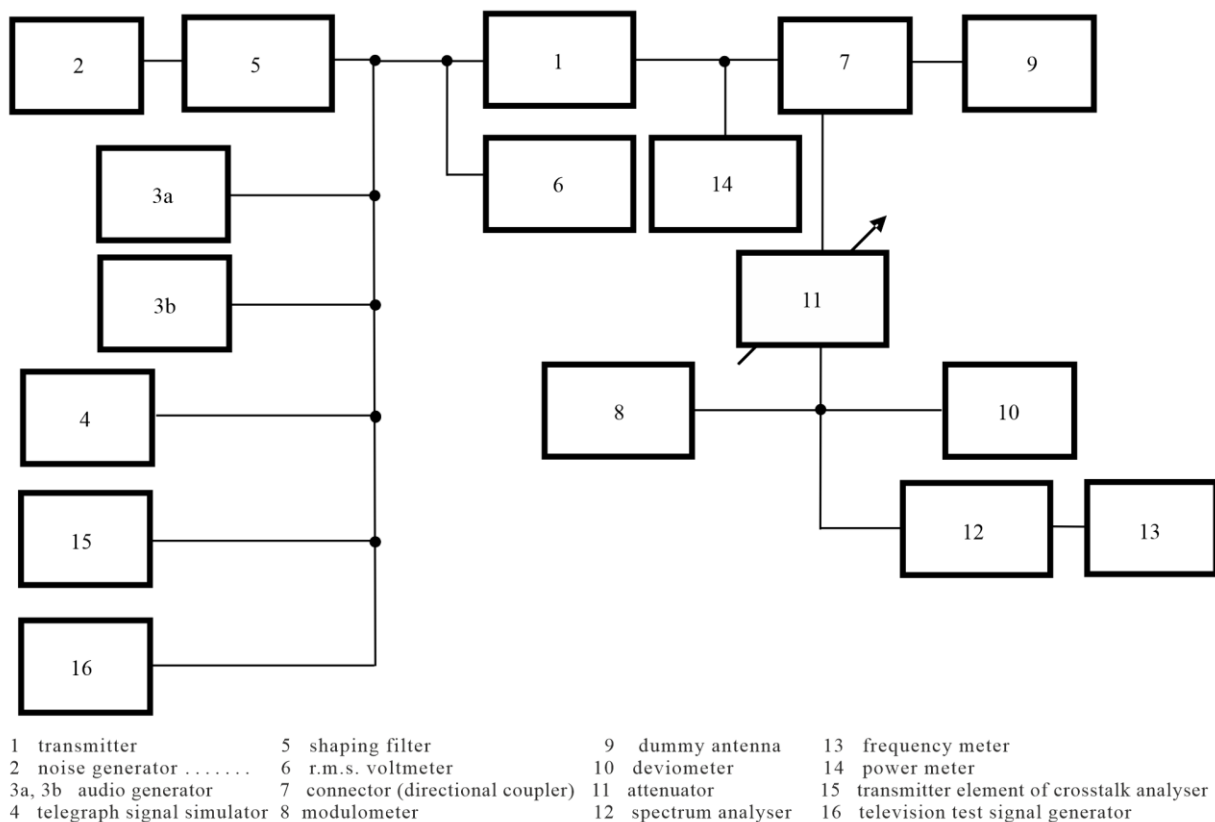 2
5
1
7
9
3a
6
14
3b
11
4
8
10
15
12
13
16
1 transmitter
2 noise generator .......
3a, 3b audio generator
4 telegraph signal simulator
5 shaping filter
6 r.m.s. voltmeter
7 connector (directional coupler)
8 modulometer
9 dummy antenna
10 deviometer
11 attenuator
12 spectrum analyser
13 frequency meter
14 power meter
15 transmitter element of crosstalk analyser
16 television test signal generator